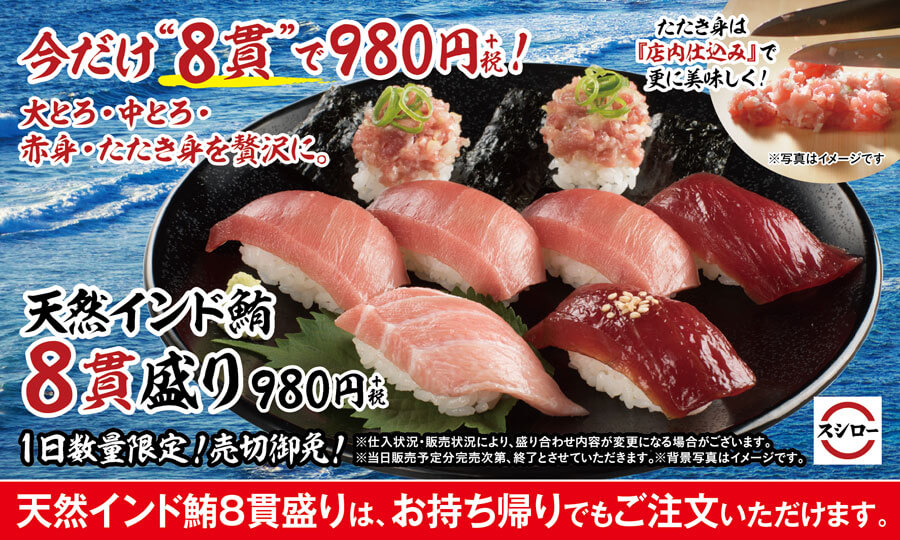 今だけ“8貫”で980円+税!
大とろ・中とろ・
赤身・たたき身を贅沢に。
たたき身は
『店内仕込み』で
更に美味しく!
※写真はイメージです
天然インド鮪
8貫盛り980円+税
1日数量限定!売切御免!
※仕入状況・販売状況により、盛り合わせ内容が変更になる場合がございます。
※当日販売予定分完売次第、終了とさせていただきます。※背景写真はイメージです。
スシロー
天然インド鮪8貫盛りは、お持ち帰りでもご注文いただけます。